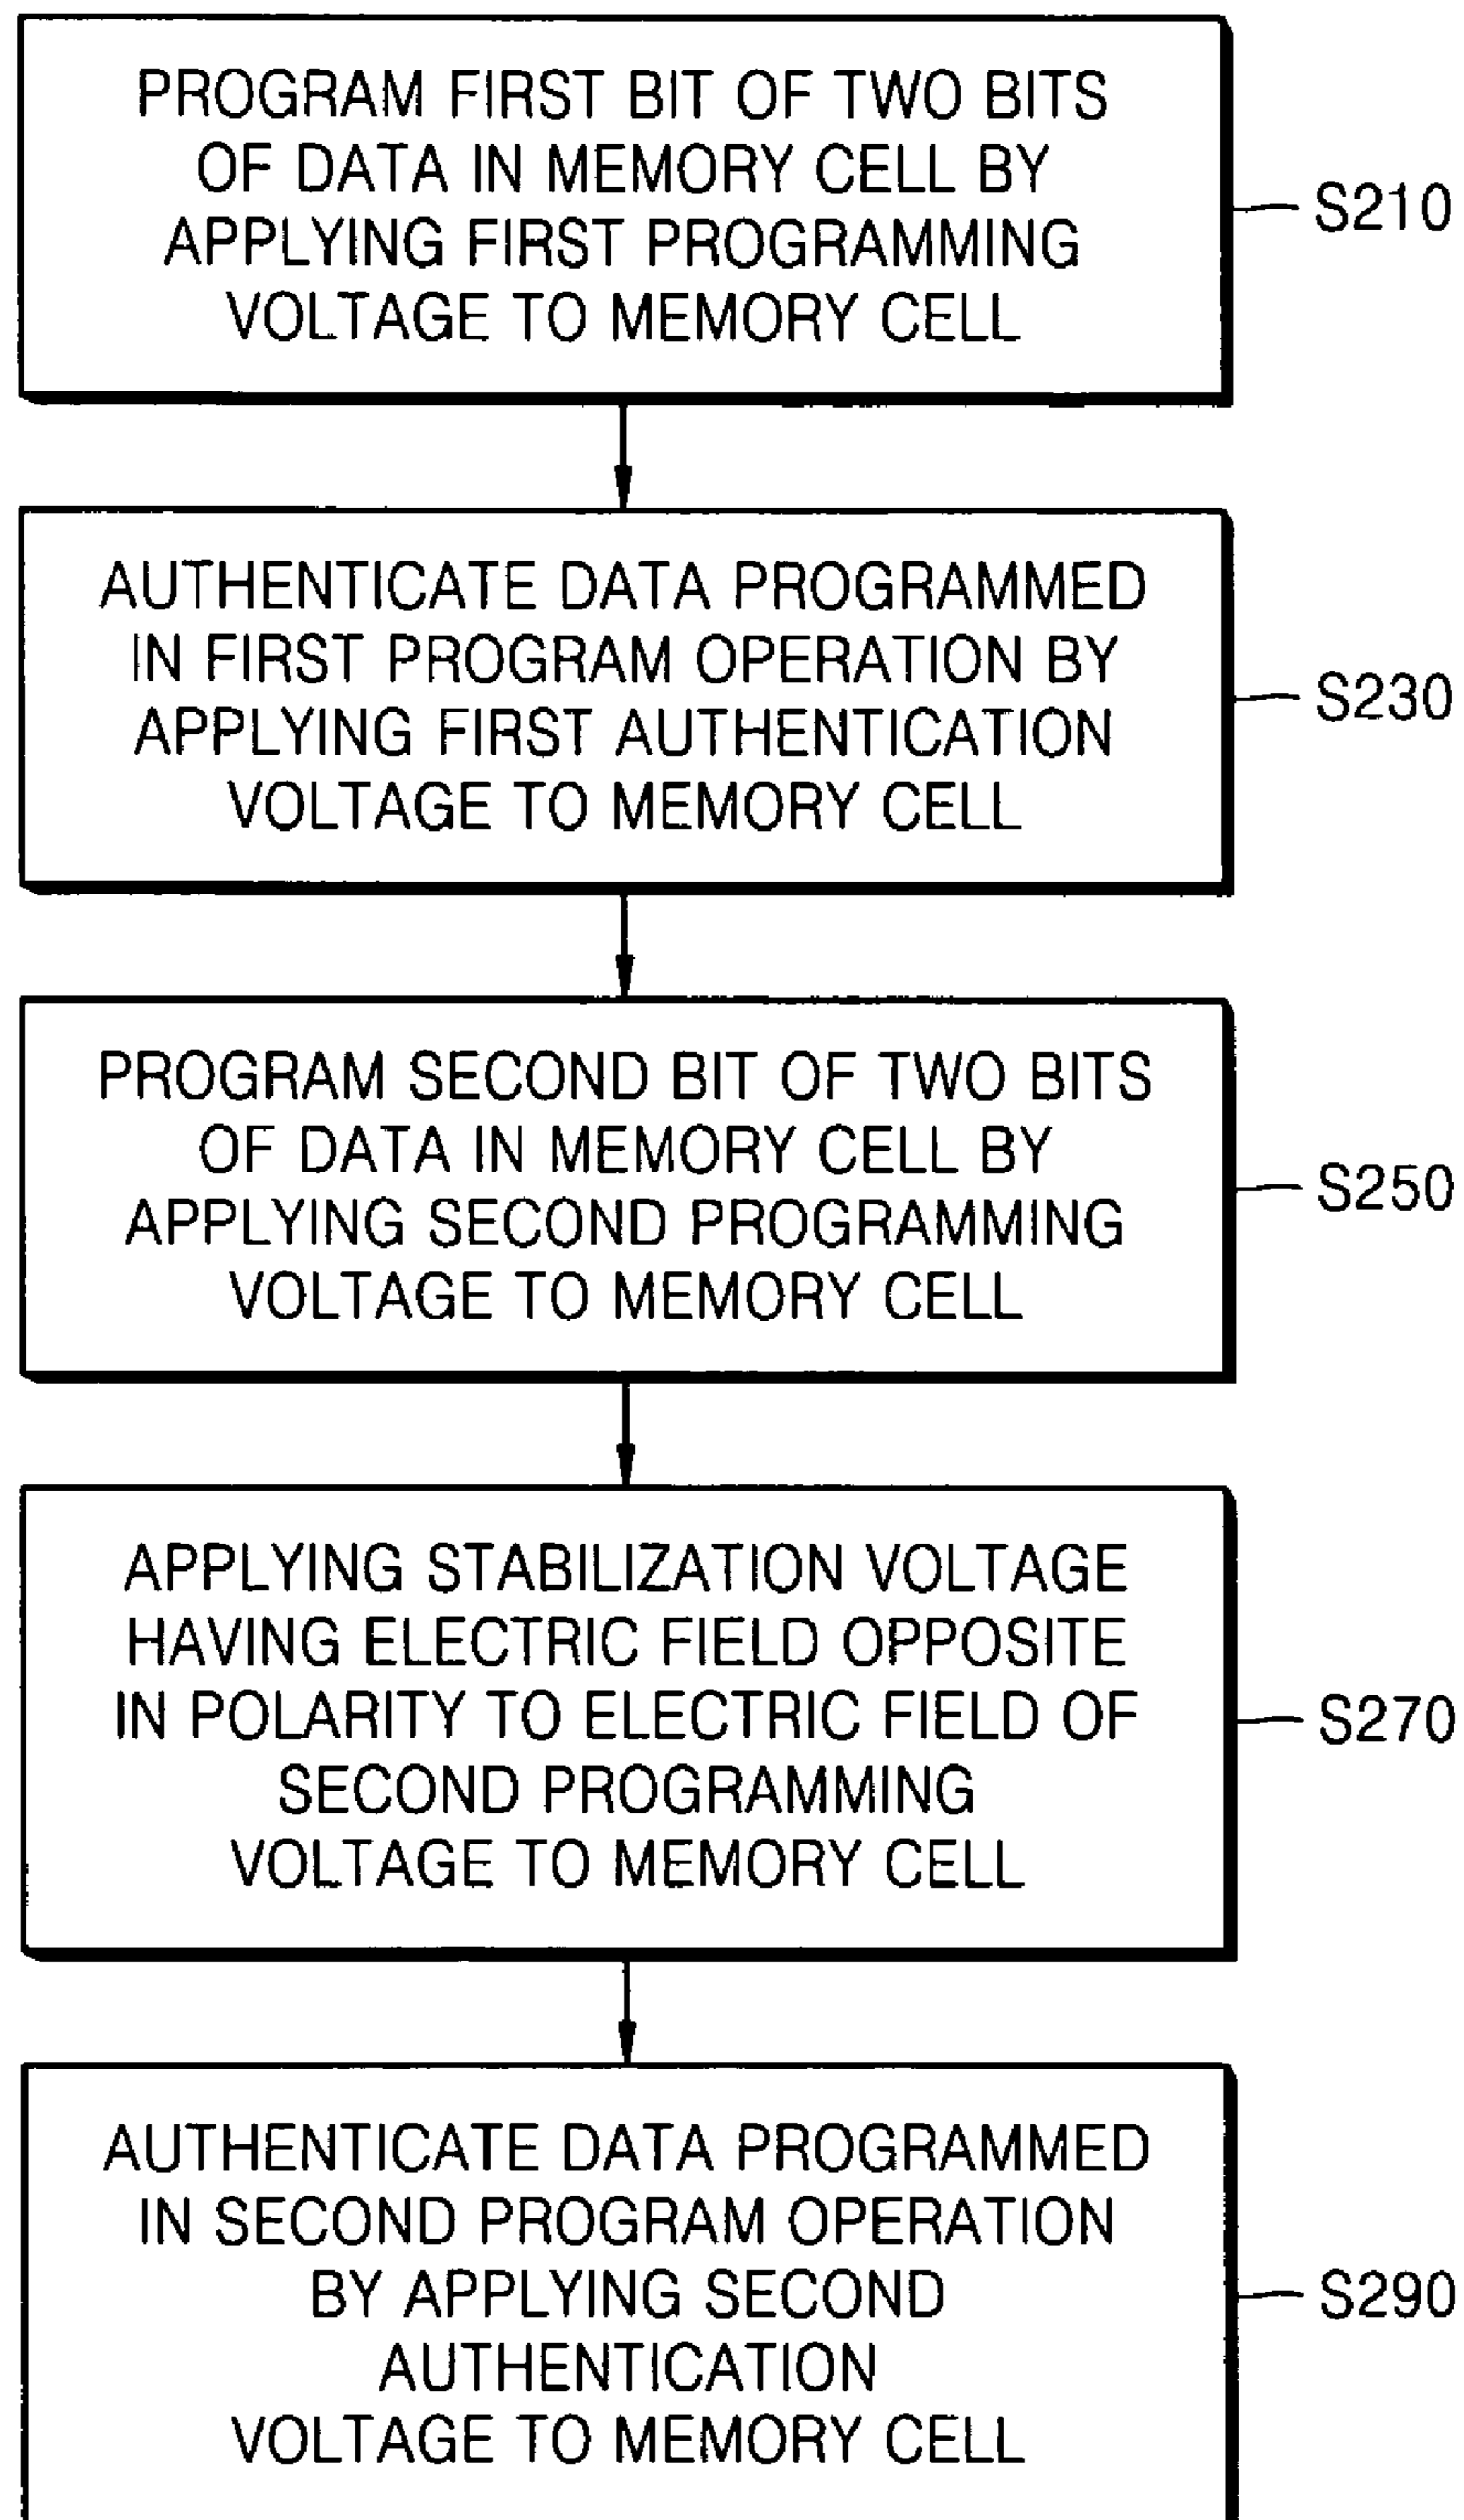 PROGRAM FIRST BIT OF TWO BITS
OF DATA IN MEMORY CELL BY
APPLYING FIRST PROGRAMMING
VOLTAGE TO MEMORY CELL
S210
AUTHENTICATE DATA PROGRAMMED
IN FIRST PROGRAM OPERATION BY
APPLYING FIRST AUTHENTICATION
VOLTAGE TO MEMORY CELL
S230
PROGRAM SECOND BIT OF TWO BITS
OF DATA IN MEMORY CELL BY
APPLYING SECOND PROGRAMMING
VOLTAGE TO MEMORY CELL
S250
APPLYING STABILIZATION VOLTAGE
HAVING ELECTRIC FIELD OPPOSITE
IN POLARITY TO ELECTRIC FIELD OF
SECOND PROGRAMMING
VOLTAGE TO MEMORY CELL
S270
AUTHENTICATE DATA PROGRAMMED
IN SECOND PROGRAM OPERATION
BY APPLYING SECOND
AUTHENTICATION
VOLTAGE TO MEMORY CELL
S290